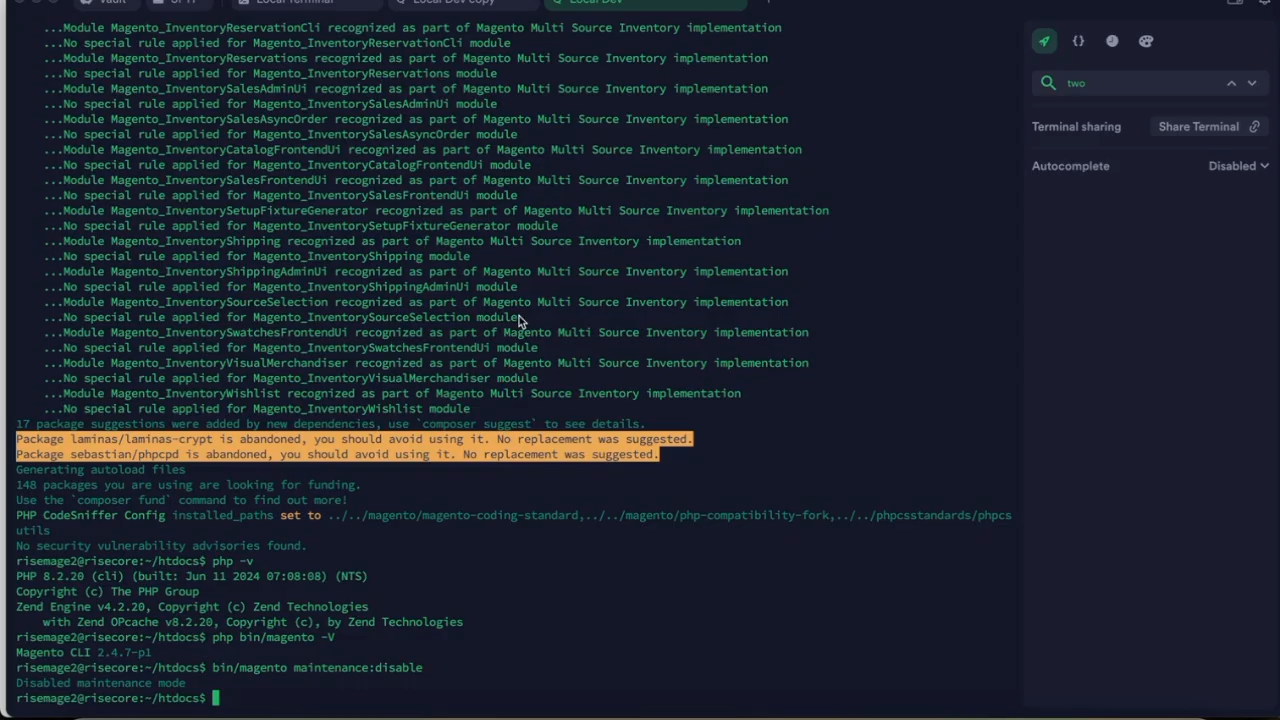 Vault
SFTP
Local Terminal
Local Dev copy
Local Dev
...Module Magento_InventoryReservationCli recognized as part of Magento Multi Source Inventory implementation
...No special rule applied for Magento_InventoryReservationCli module
...Module Magento_InventoryReservations recognized as part of Magento Multi Source Inventory implementation
...No special rule applied for Magento_InventoryReservations module
...Module Magento_InventorySalesAdminUi recognized as part of Magento Multi Source Inventory implementation
...No special rule applied for Magento_InventorySalesAdminUi module
...Module Magento_InventorySalesAsyncOrder recognized as part of Magento Multi Source Inventory implementation
...No special rule applied for Magento_InventorySalesAsyncOrder module
...Module Magento_InventoryCatalogFrontendUi recognized as part of Magento Multi Source Inventory implementation
...No special rule applied for Magento_InventoryCatalogFrontendUi module
...Module Magento_InventorySalesFrontendUi recognized as part of Magento Multi Source Inventory implementation
...No special rule applied for Magento_InventorySalesFrontendUi module
...Module Magento_InventorySetupFixtureGenerator recognized as part of Magento Multi Source Inventory implementation
...No special rule applied for Magento_InventorySetupFixtureGenerator module
...Module Magento_InventoryShipping recognized as part of Magento Multi Source Inventory implementation
...No special rule applied for Magento_InventoryShipping module
...Module Magento_InventoryShippingAdminUi recognized as part of Magento Multi Source Inventory implementation
...No special rule applied for Magento_InventoryShippingAdminUi module
...Module Magento_InventorySourceSelection recognized as part of Magento Multi Source Inventory implementation
...No special rule applied for Magento_InventorySourceSelection module
...Module Magento_InventorySwatchesFrontendUi recognized as part of Magento Multi Source Inventory implementation
...No special rule applied for Magento_InventorySwatchesFrontendUi module
...Module Magento_InventoryVisualMerchandiser recognized as part of Magento Multi Source Inventory implementation
...No special rule applied for Magento_InventoryVisualMerchandiser module
...Module Magento_InventoryWishlist recognized as part of Magento Multi Source Inventory implementation
...No special rule applied for Magento_InventoryWishlist module
17 package suggestions were added by new dependencies, use `composer suggest` to see details.
Package laminas/laminas-crypt is abandoned, you should avoid using it. No replacement was suggested.
Package sebastian/phpcpd is abandoned, you should avoid using it. No replacement was suggested.
Generating autoload files
148 packages you are using are looking for funding.
Use the `composer fund` command to find out more!
PHP CodeSniffer Config installed_paths set to ../../magento/magento-coding-standard,../../magento/php-compatibility-fork,../../phpcsstandards/phpcs
utils
No security vulnerability advisories found.
risemage2@risecore:~/htdocs$ php -v
PHP 8.2.20 (cli) (built: Jun 11 2024 07:08:08) (NTS)
Copyright (c) The PHP Group
Zend Engine v4.2.20, Copyright (c) Zend Technologies
with Zend OPcache v8.2.20, Copyright (c), by Zend Technologies
risemage2@risecore:~/htdocs$ php bin/magento -V
Magento CLI 2.4.7-p1
risemage2@risecore:~/htdocs$ bin/magento maintenance:disable
Disabled maintenance mode
risemage2@risecore:~/htdocs$
two
Terminal sharing
Share Terminal
Autocomplete
Disabled